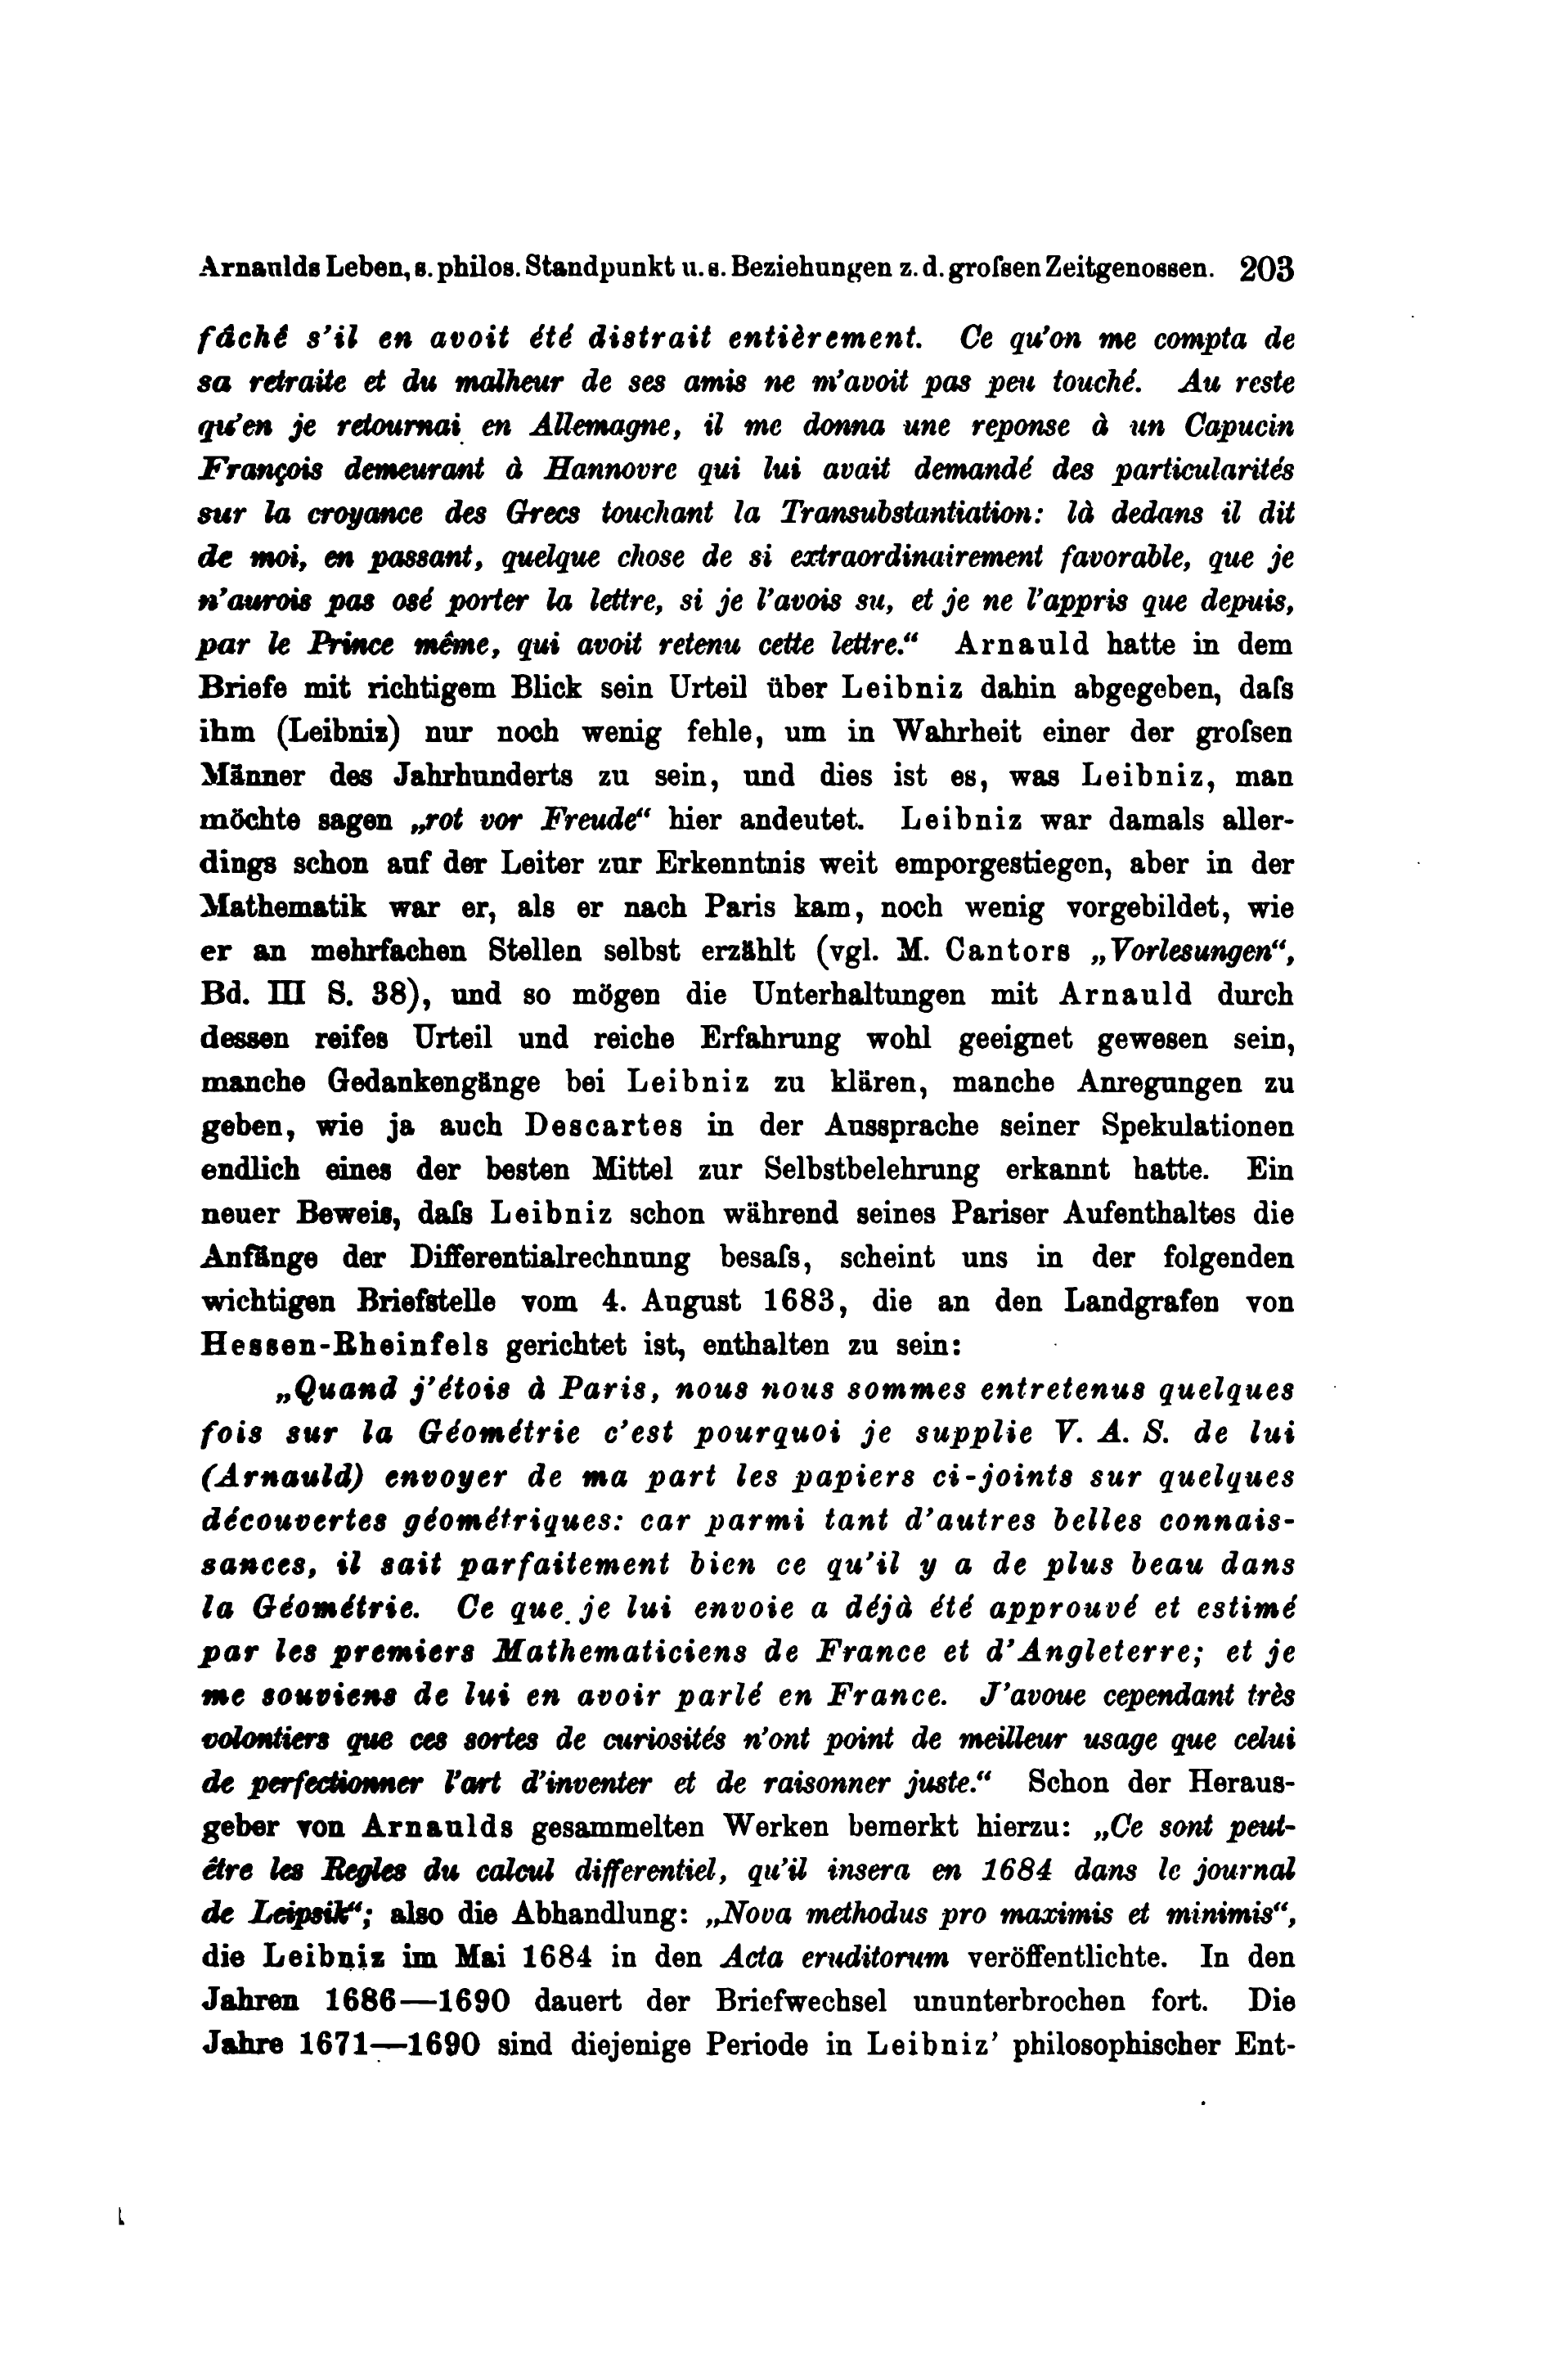 Arnaulds Leben, s. philos. Standpunkt u. s. Beziehungen z. d. großsen Zeitgenossen. 203
fâché s'il en avoit été distrait entièrement. Ce qu'on me compta de
sa retraite et du malheur de ses amis ne m'avoit pas peu touché. Au reste
qu'en je retournai en Allemagne, il me donna une reponse à un Capucin
François demeurant à Hannovre qui lui avait demandé des particularités
sur la croyance des Grecs touchant la Transubstantiation: là dedans il dit
de moi, en passant, quelque chose de si extraordinairement favorable, que je
n'aurois pas osé porter la lettre, si je l'avois su, et je ne l'appris que depuis,
par le Prince même, qui avoit retenu cette lettre.“ Arnauld hatte in dem
Briefe mit richtigem Blick sein Urteil über Leibniz dahin abgegeben, daſs
ihm (Leibniz) nur noch wenig fehle, um in Wahrheit einer der groſsen
Männer des Jahrhunderts zu sein, und dies ist es, was Leibniz, man
möchte sagen „rot vor Freude“ hier andeutet. Leibniz war damals aller-
dings schon auf der Leiter zur Erkenntnis weit emporgestiegen, aber in der
Mathematik war er, als er nach Paris kam, noch wenig vorgebildet, wie
er an mehrfachen Stellen selbst erzählt (vgl. M. Cantors „Vorlesungen“,
Bd. III S. 38), und so mögen die Unterhaltungen mit Arnauld durch
dessen reifes Urteil und reiche Erfahrung wohl geeignet gewesen sein,
manche Gedankengänge bei Leibniz zu klären, manche Anregungen zu
geben, wie ja auch Descartes in der Aussprache seiner Spekulationen
endlich eines der besten Mittel zur Selbstbelehrung erkannt hatte. Ein
neuer Beweis, daſs Leibniz schon während seines Pariser Aufenthaltes die
Anfänge der Differentialrechnung besaſs, scheint uns in der folgenden
wichtigen Briefstelle vom 4. August 1683, die an den Landgrafen von
Hessen-Rheinfels gerichtet ist, enthalten zu sein:
„Quand j'étois à Paris, nous nous sommes entretenus quelques
fois sur la Géométrie c'est pourquoi je supplie V. A. S. de lui
(Arnauld) envoyer de ma part les papiers ci-joints sur quelques
découvertes géométriques: car parmi tant d'autres belles connais-
sances, il sait parfaitement bien ce qu'il y a de plus beau dans
la Géométrie. Ce que je lui envoie a déjà été approuvé et estimé
par les premiers Mathematiciens de France et d'Angleterre; et je
me souviens de lui en avoir parlé en France. J'avoue cependant très
volontiers que ces sortes de curiosités n'ont point de meilleur usage que celui
de perfectionner l'art d'inventer et de raisonner juste.“ Schon der Heraus-
geber von Arnaulds gesammelten Werken bemerkt hierzu: „Ce sont peut-
être les Regles du calcul differentiel, qu'il insera en 1684 dans le journal
de Leipsik“; also die Abhandlung: „Nova methodus pro maximis et minimis“,
die Leibniz im Mai 1684 in den Acta eruditorum veröffentlichte. In den
Jahren 1686—1690 dauert der Briefwechsel ununterbrochen fort. Die
Jahre 1671—1690 sind diejenige Periode in Leibniz' philosophischer Ent-